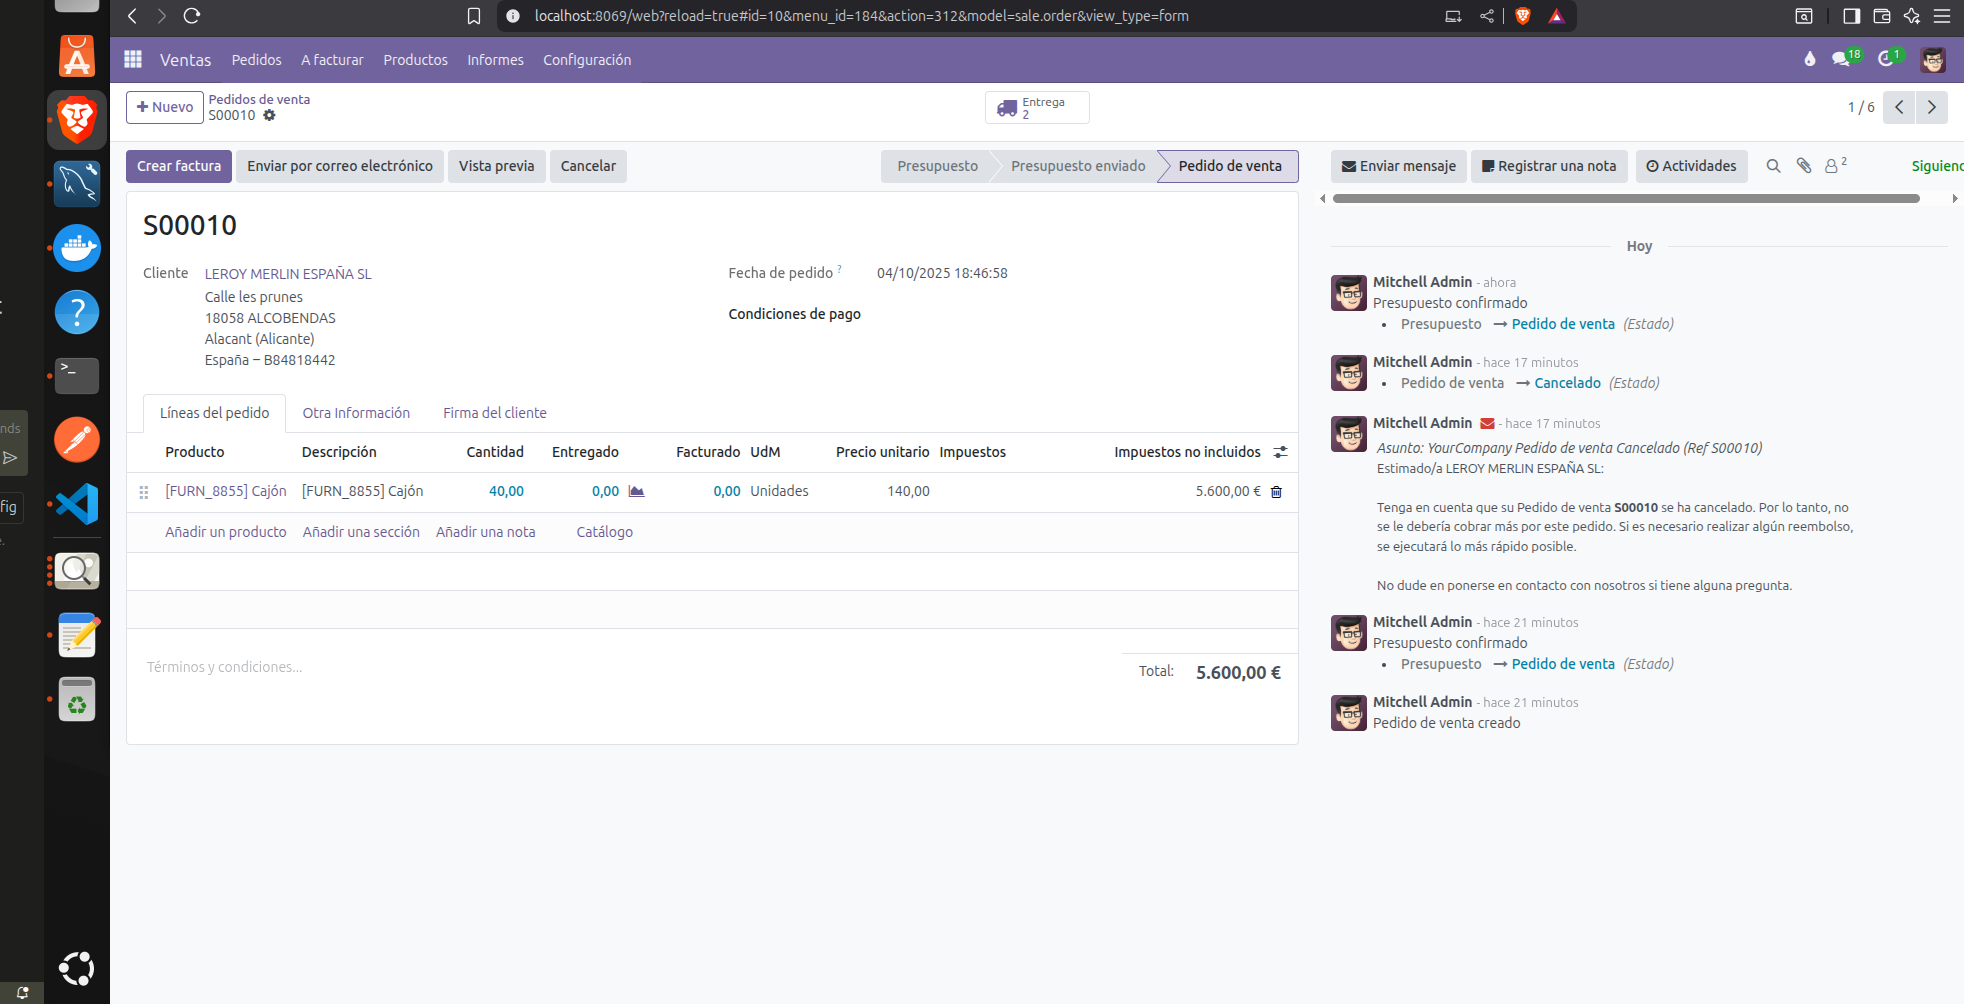 localhost:8069/web?reload=true#id=10&menu_id=184&action=312&model=sale.order&view_type=form
Ventas Pedidos A facturar Productos Informes Configuración 18 1
Nuevo Pedidos de venta
S00010
Entrega
2
1 / 6
Crear factura Enviar por correo electrónico Vista previa Cancelar Presupuesto Presupuesto enviado Pedido de venta
Enviar mensaje Registrar una nota Actividades 2 Siguienc
S00010
Cliente LEROY MERLIN ESPAÑA SL
Calle les prunes
18058 ALCOBENDAS
Alacant (Alicante)
España – B84818442
Fecha de pedido ? 04/10/2025 18:46:58
Condiciones de pago
Líneas del pedido Otra Información Firma del cliente
Producto Descripción Cantidad Entregado Facturado UdM Precio unitario Impuestos Impuestos no incluidos
[FURN_8855] Cajón [FURN_8855] Cajón 40,00 0,00 0,00 Unidades 140,00 5.600,00 €
Añadir un producto Añadir una sección Añadir una nota Catálogo
Términos y condiciones...
Total: 5.600,00 €
Hoy
Mitchell Admin - ahora
Presupuesto confirmado
• Presupuesto → Pedido de venta (Estado)
Mitchell Admin - hace 17 minutos
• Pedido de venta → Cancelado (Estado)
Mitchell Admin - hace 17 minutos
Asunto: YourCompany Pedido de venta Cancelado (Ref S00010)
Estimado/a LEROY MERLIN ESPAÑA SL:
Tenga en cuenta que su Pedido de venta S00010 se ha cancelado. Por lo tanto, no
se le debería cobrar más por este pedido. Si es necesario realizar algún reembolso,
se ejecutará lo más rápido posible.
No dude en ponerse en contacto con nosotros si tiene alguna pregunta.
Mitchell Admin - hace 21 minutos
Presupuesto confirmado
• Presupuesto → Pedido de venta (Estado)
Mitchell Admin - hace 21 minutos
Pedido de venta creado
nds
fig